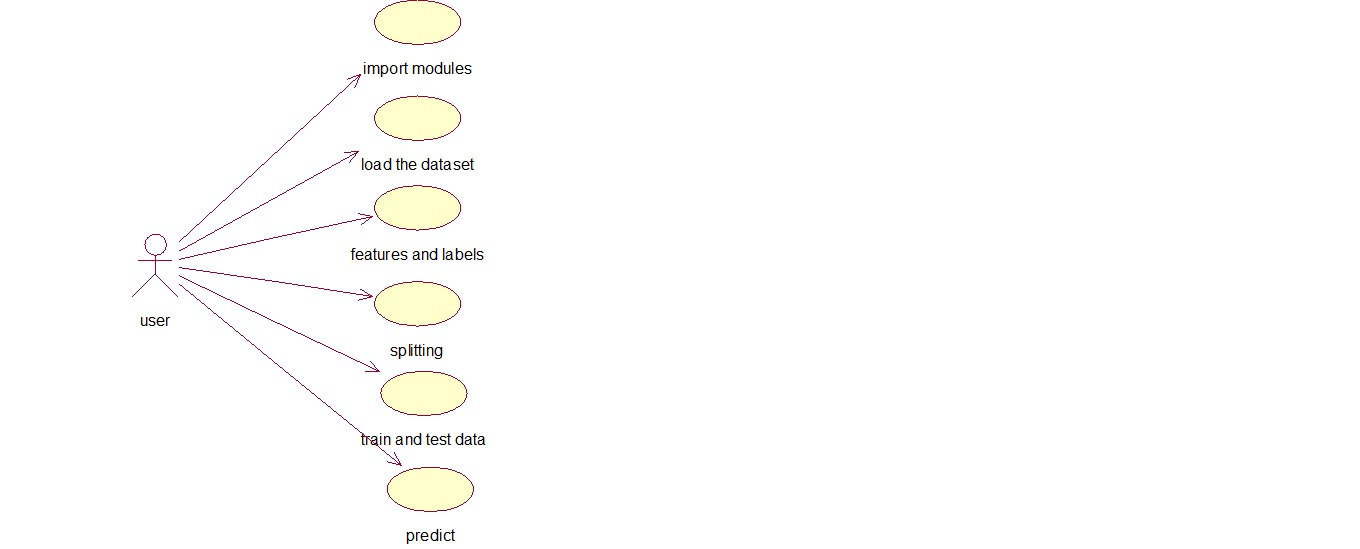 import modules
load the dataset
features and labels
user
splitting
train and test data
predict